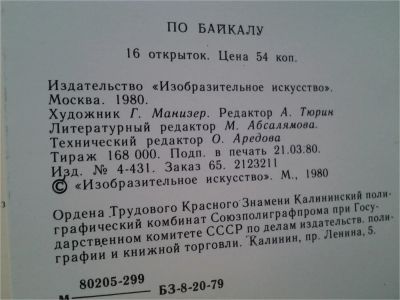 ПО БАЙКАЛУ
16 открыток. Цена 54 коп.
Издательство «Изобразительное искусство».
Москва. 1980.
Художник Г. Манизер. Редактор А. Тюрин
Литературный редактор М. Абсалямова.
Технический редактор О. Аредова
Тираж 168 000. Подп. в печать 21.03.80.
Изд. № 4-431. Заказ 65. 2123211
© «Изобразительное искусство». М., 1980
Ордена Трудового Красного Знамени Калининский поли-
графический комбинат Союзполиграфпрома при Госу-
дарственном комитете СССР по делам издательств. поли-
графии и книжной торговли. Калинин, пр. Ленина, 5.
80205-299
М БЗ-8-20-79